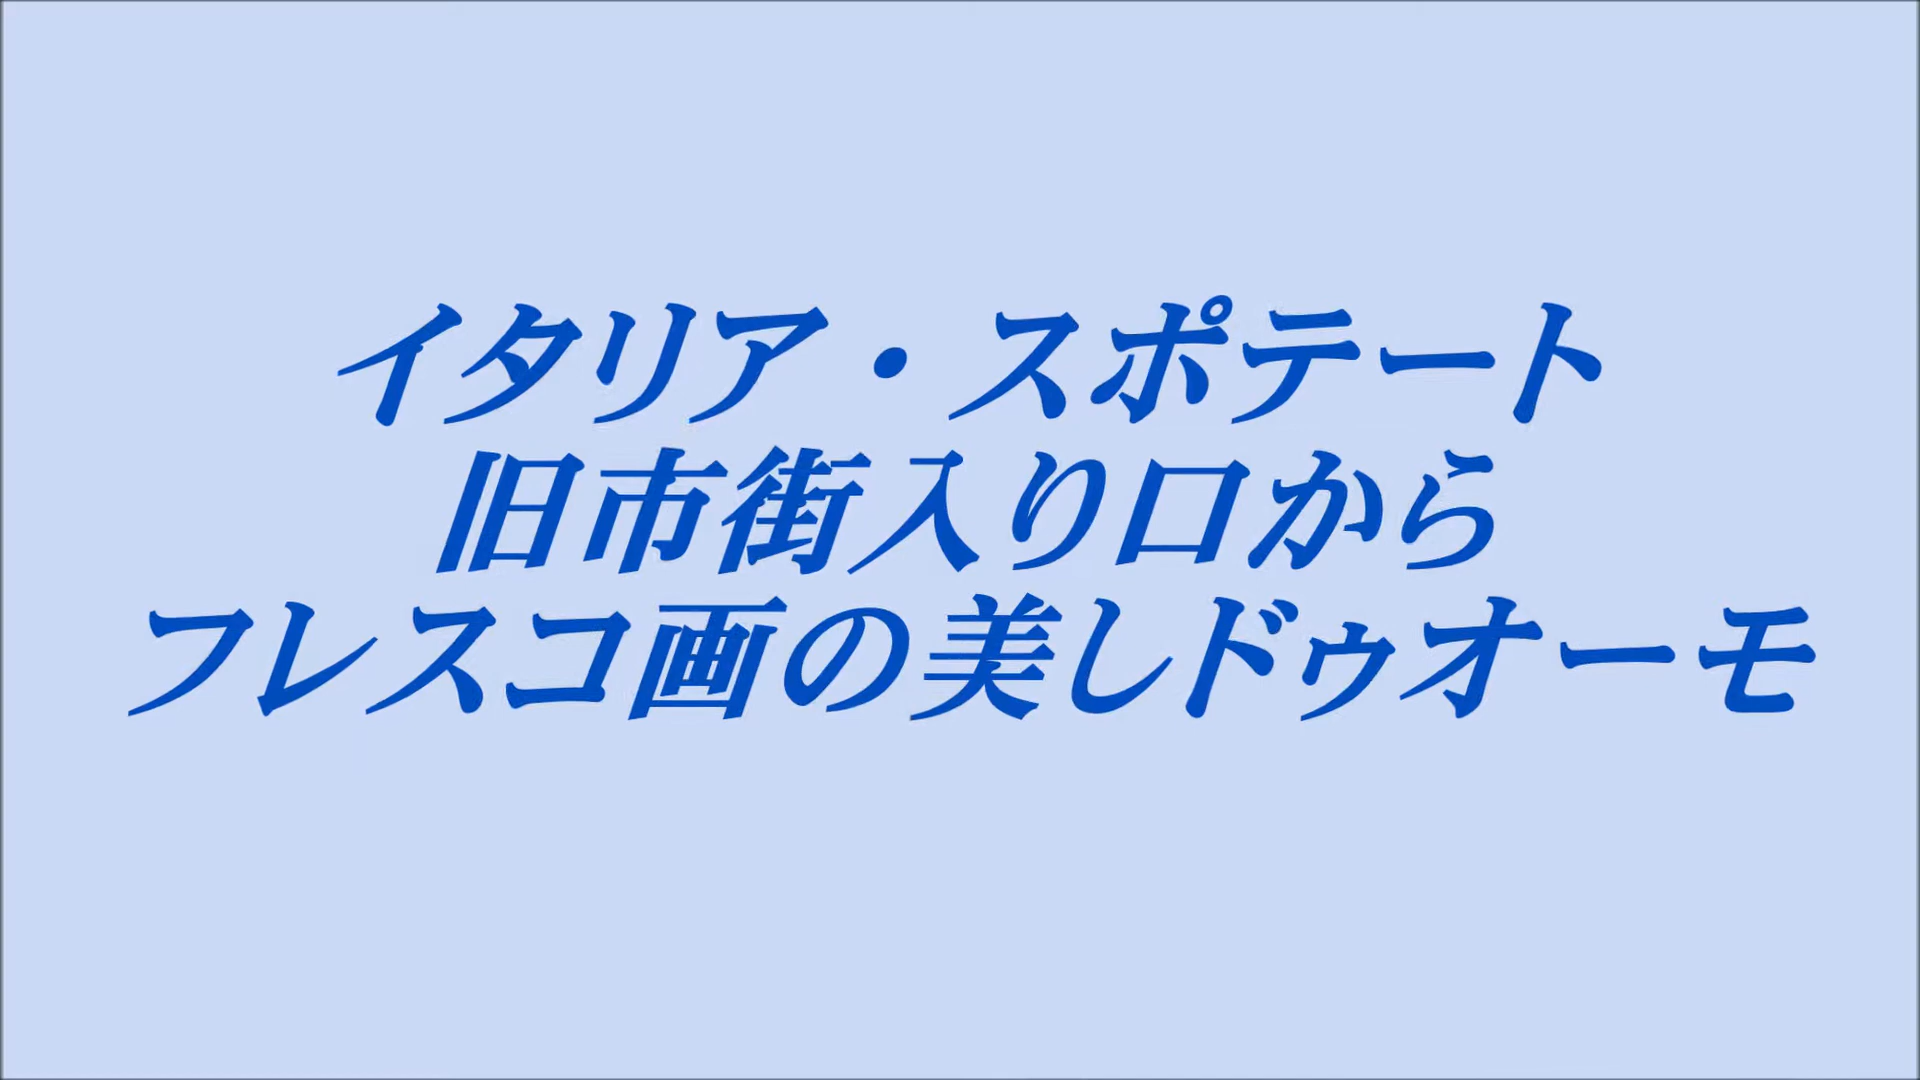 イタリア・スポテート
旧市街入り口から
フレスコ画の美しドゥオーモ